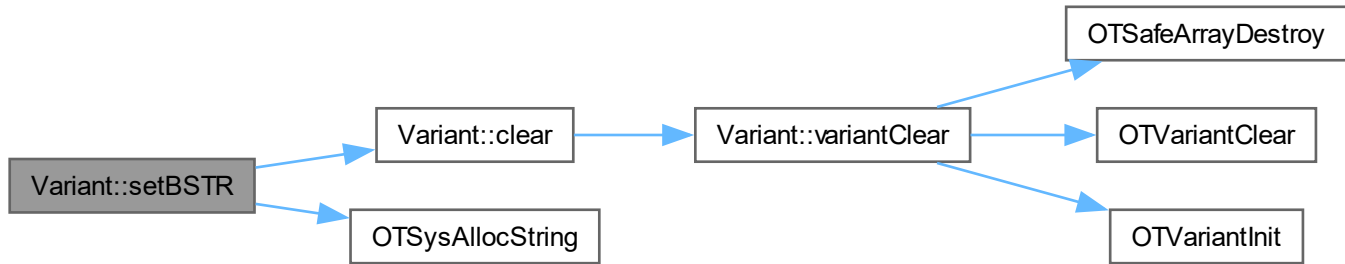 Variant::setBSTR
Variant::clear
OTSysAllocString
Variant::variantClear
OTSafeArrayDestroy
OTVariantClear
OTVariantInit